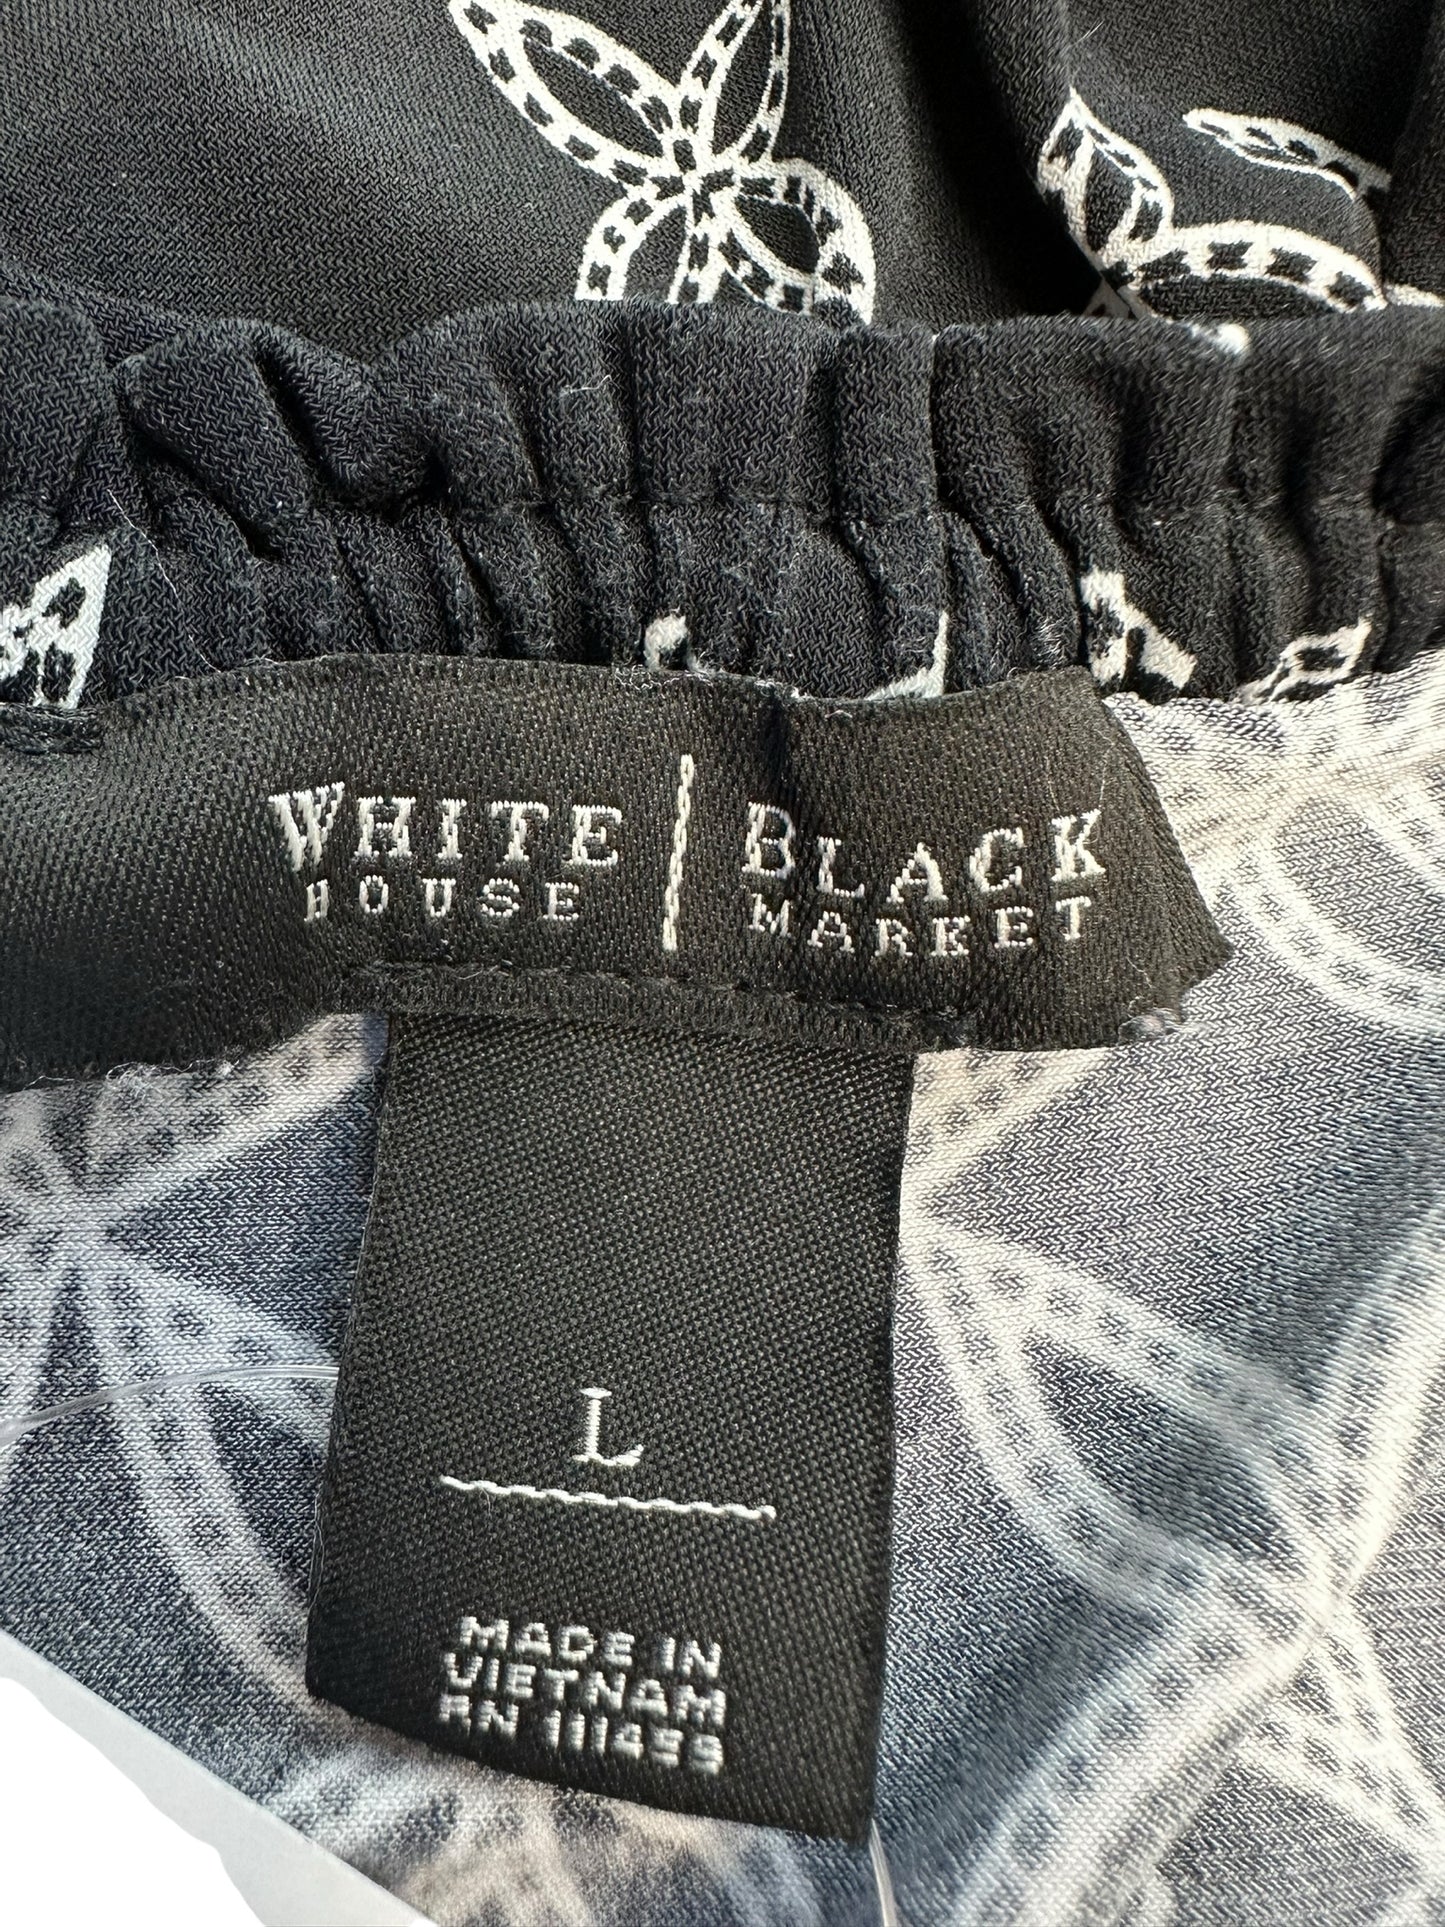 WHITE | BLACK
HOUSE | MARKET
L
MADE IN
VIETNAM
RN 111455